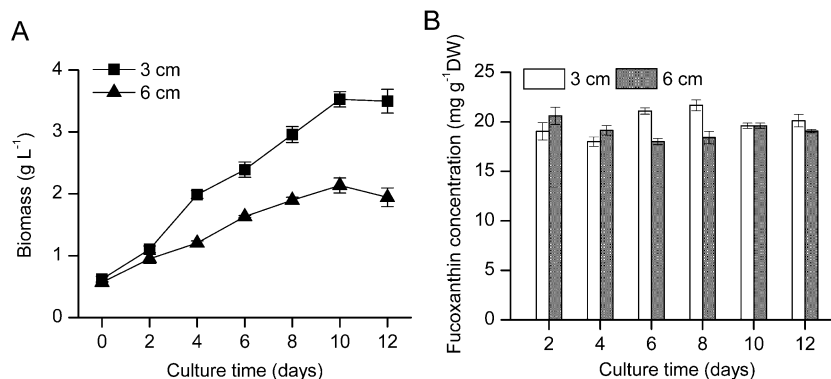 A
3 cm
6 cm
4
3
2
1
0
Biomass (g L⁻¹)
0 2 4 6 8 10 12
Culture time (days)
B
3 cm 6 cm
25
20
15
10
5
0
Fucoxanthin concentration (mg g⁻¹DW)
2 4 6 8 10 12
Culture time (days)